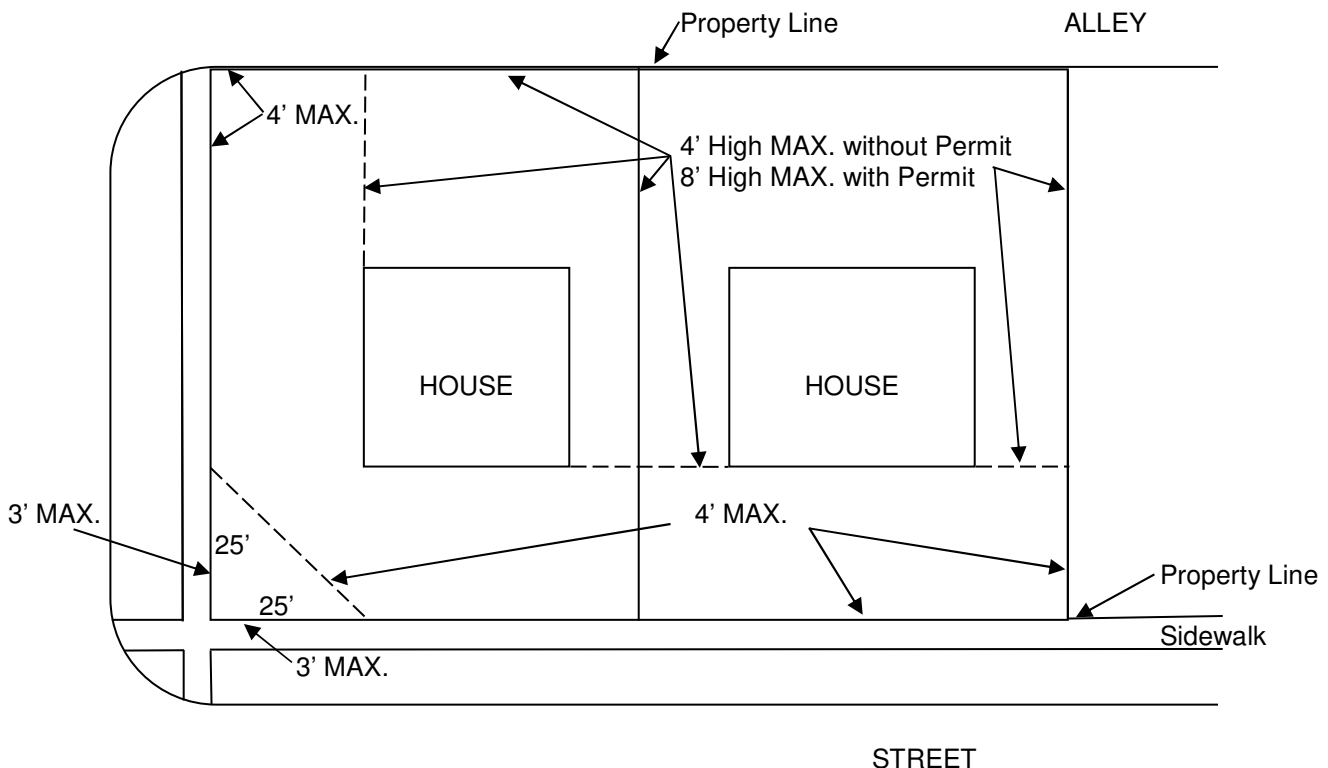 Property Line
ALLEY
4’ MAX.
4’ High MAX. without Permit
8’ High MAX. with Permit
HOUSE
HOUSE
3’ MAX.
4’ MAX.
25’
Property Line
25’
Sidewalk
3’ MAX.
STREET